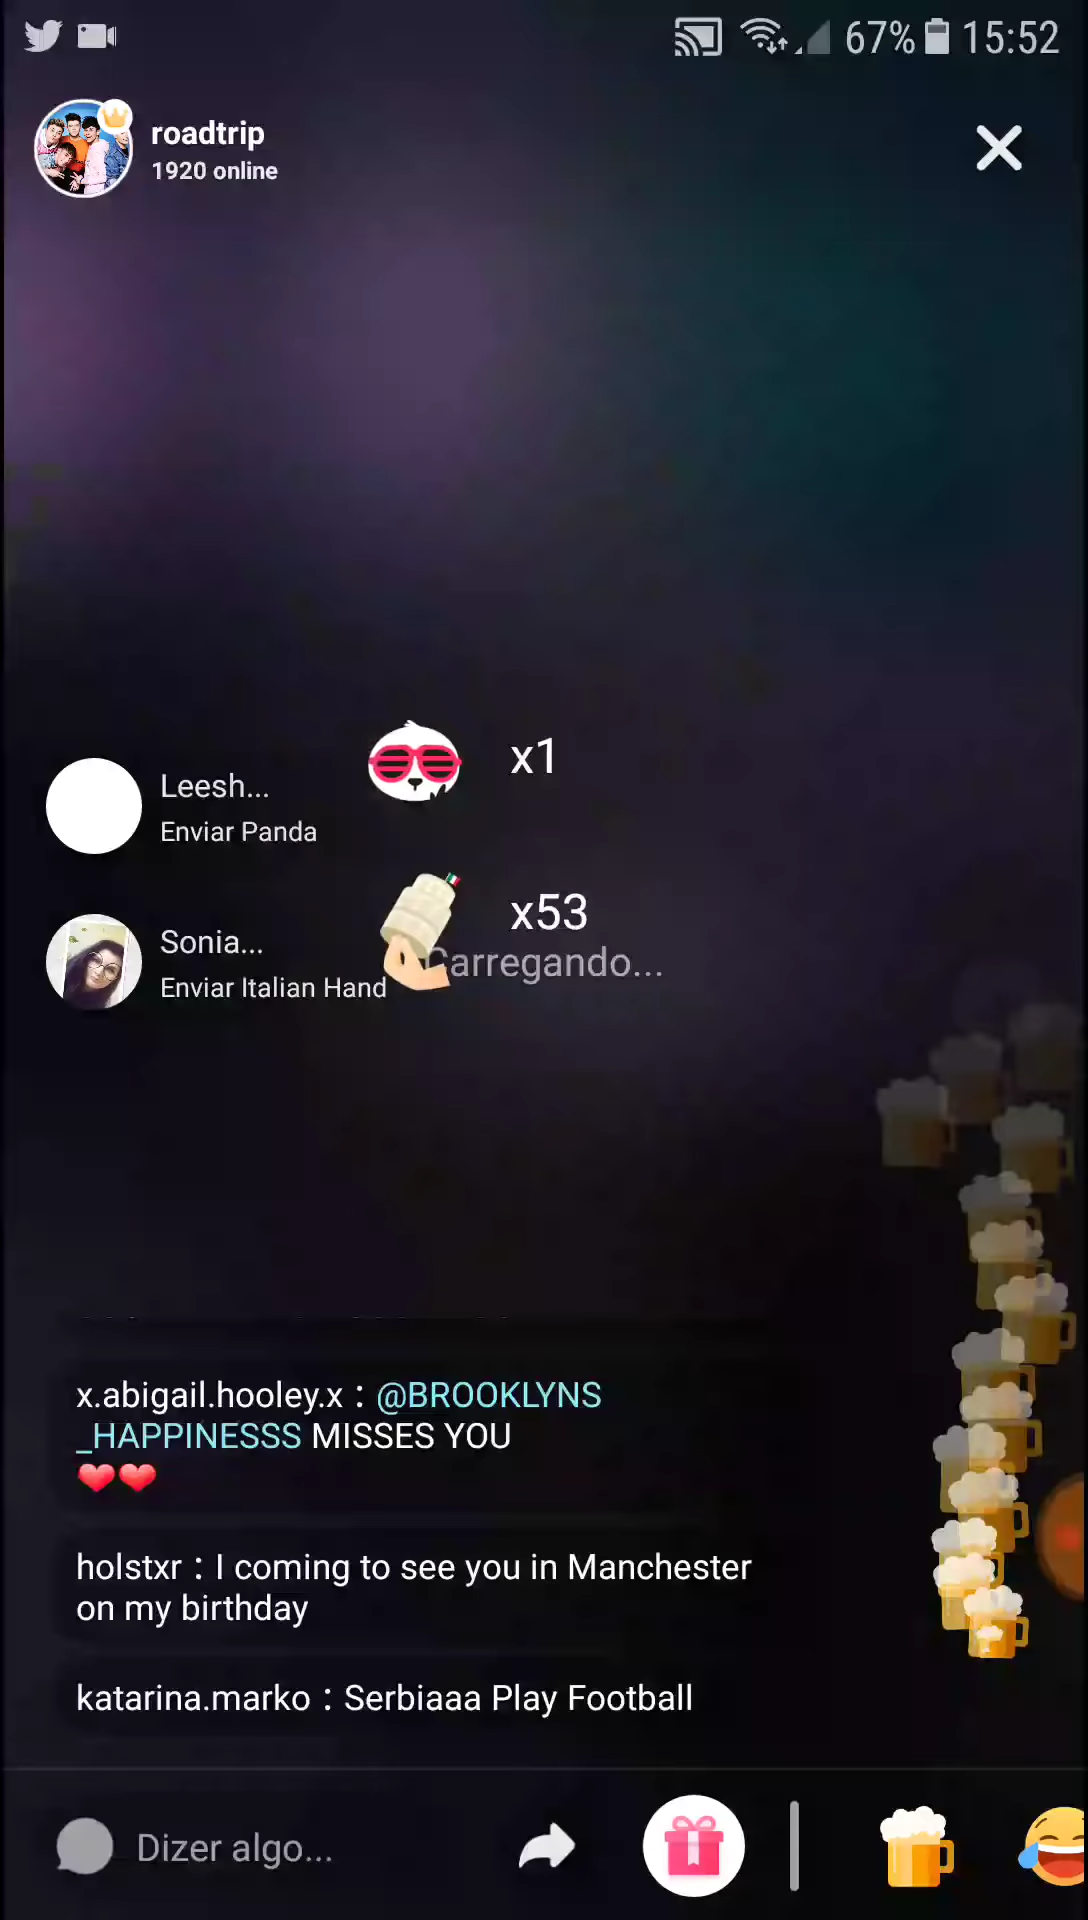 67% 15:52
roadtrip
1920 online
x1
Leesh...
Enviar Panda
x53
Sonia...
Carregando...
Enviar Italian Hand
x.abigail.hooley.x : @BROOKLYNS
_HAPPINESSS MISSES YOU
❤️❤️
holstxr : I coming to see you in Manchester
on my birthday
katarina.marko : Serbiaaa Play Football
Dizer algo...